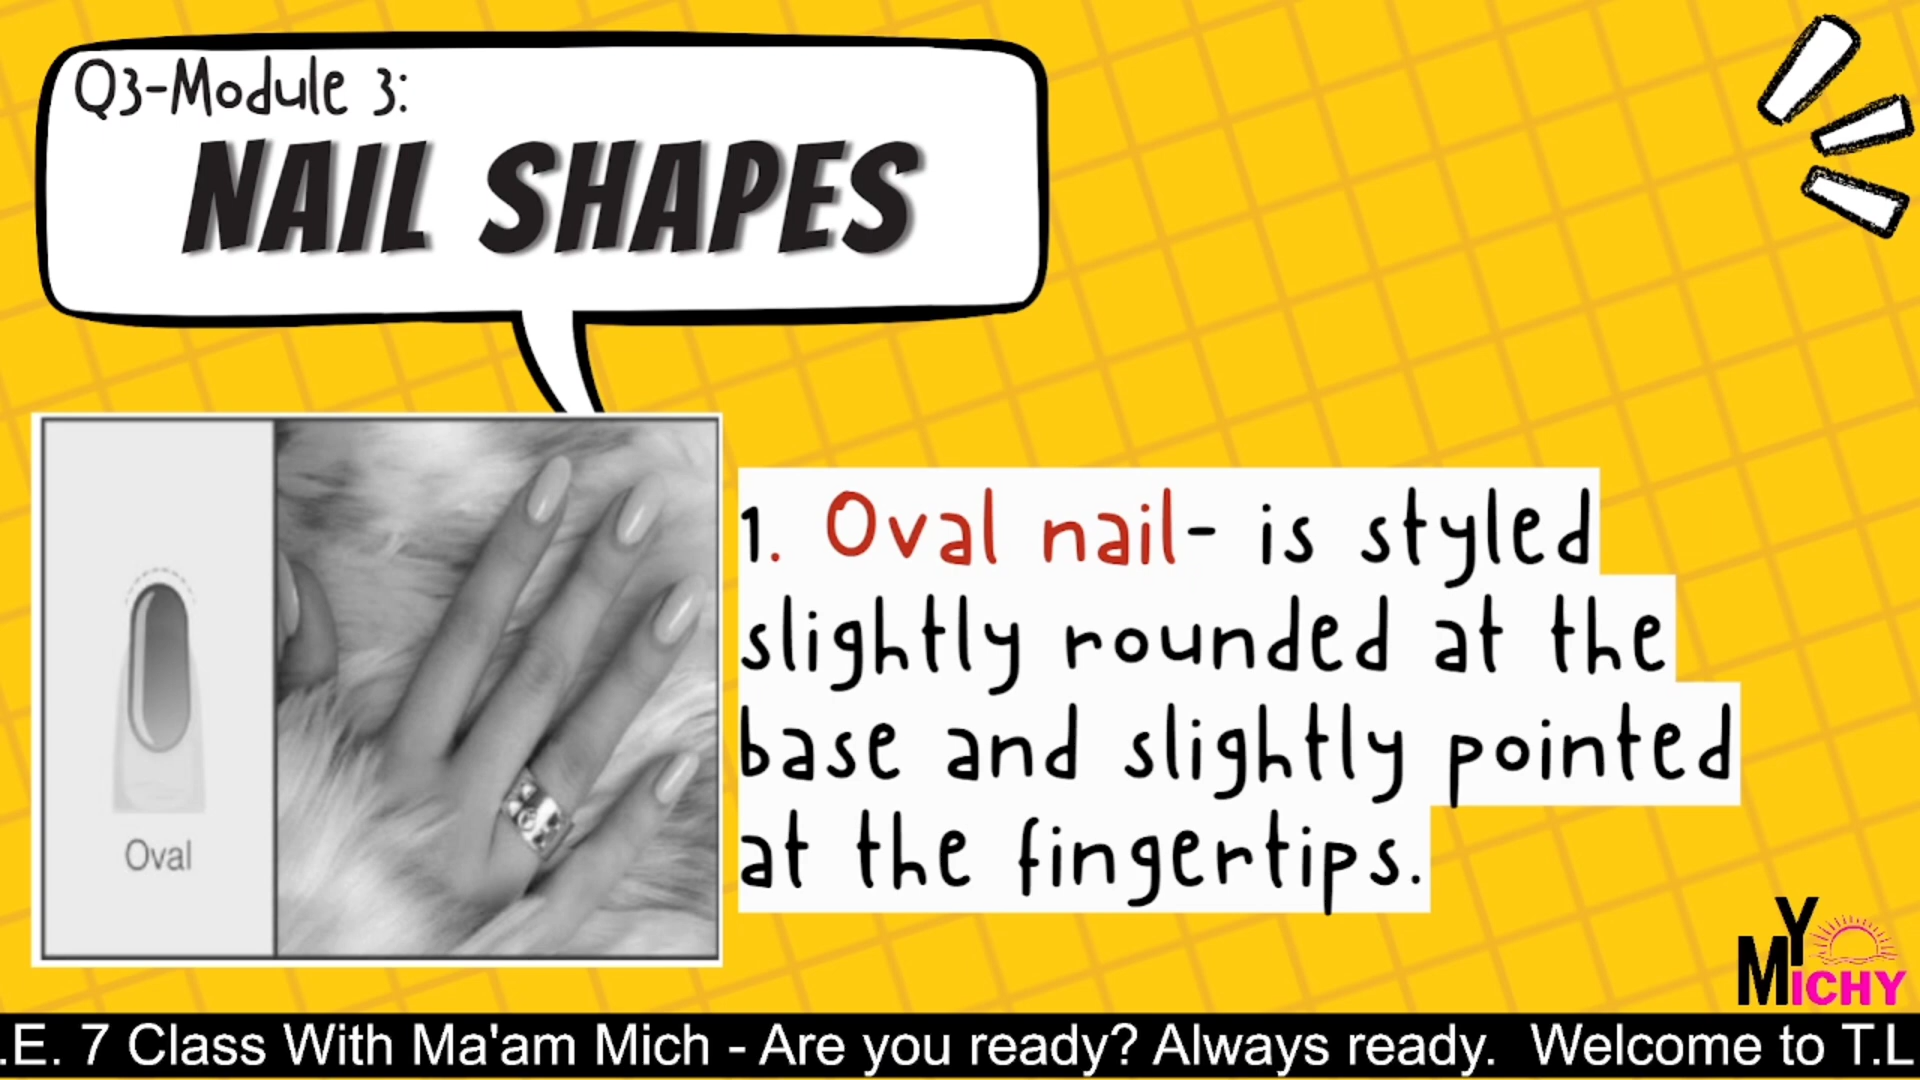 Q3-Module 3:
NAIL SHAPES
Oval
1. Oval nail- is styled
slightly rounded at the
base and slightly pointed
at the fingertips.
MY
MICHY
.E. 7 Class With Ma'am Mich - Are you ready? Always ready.  Welcome to T.L